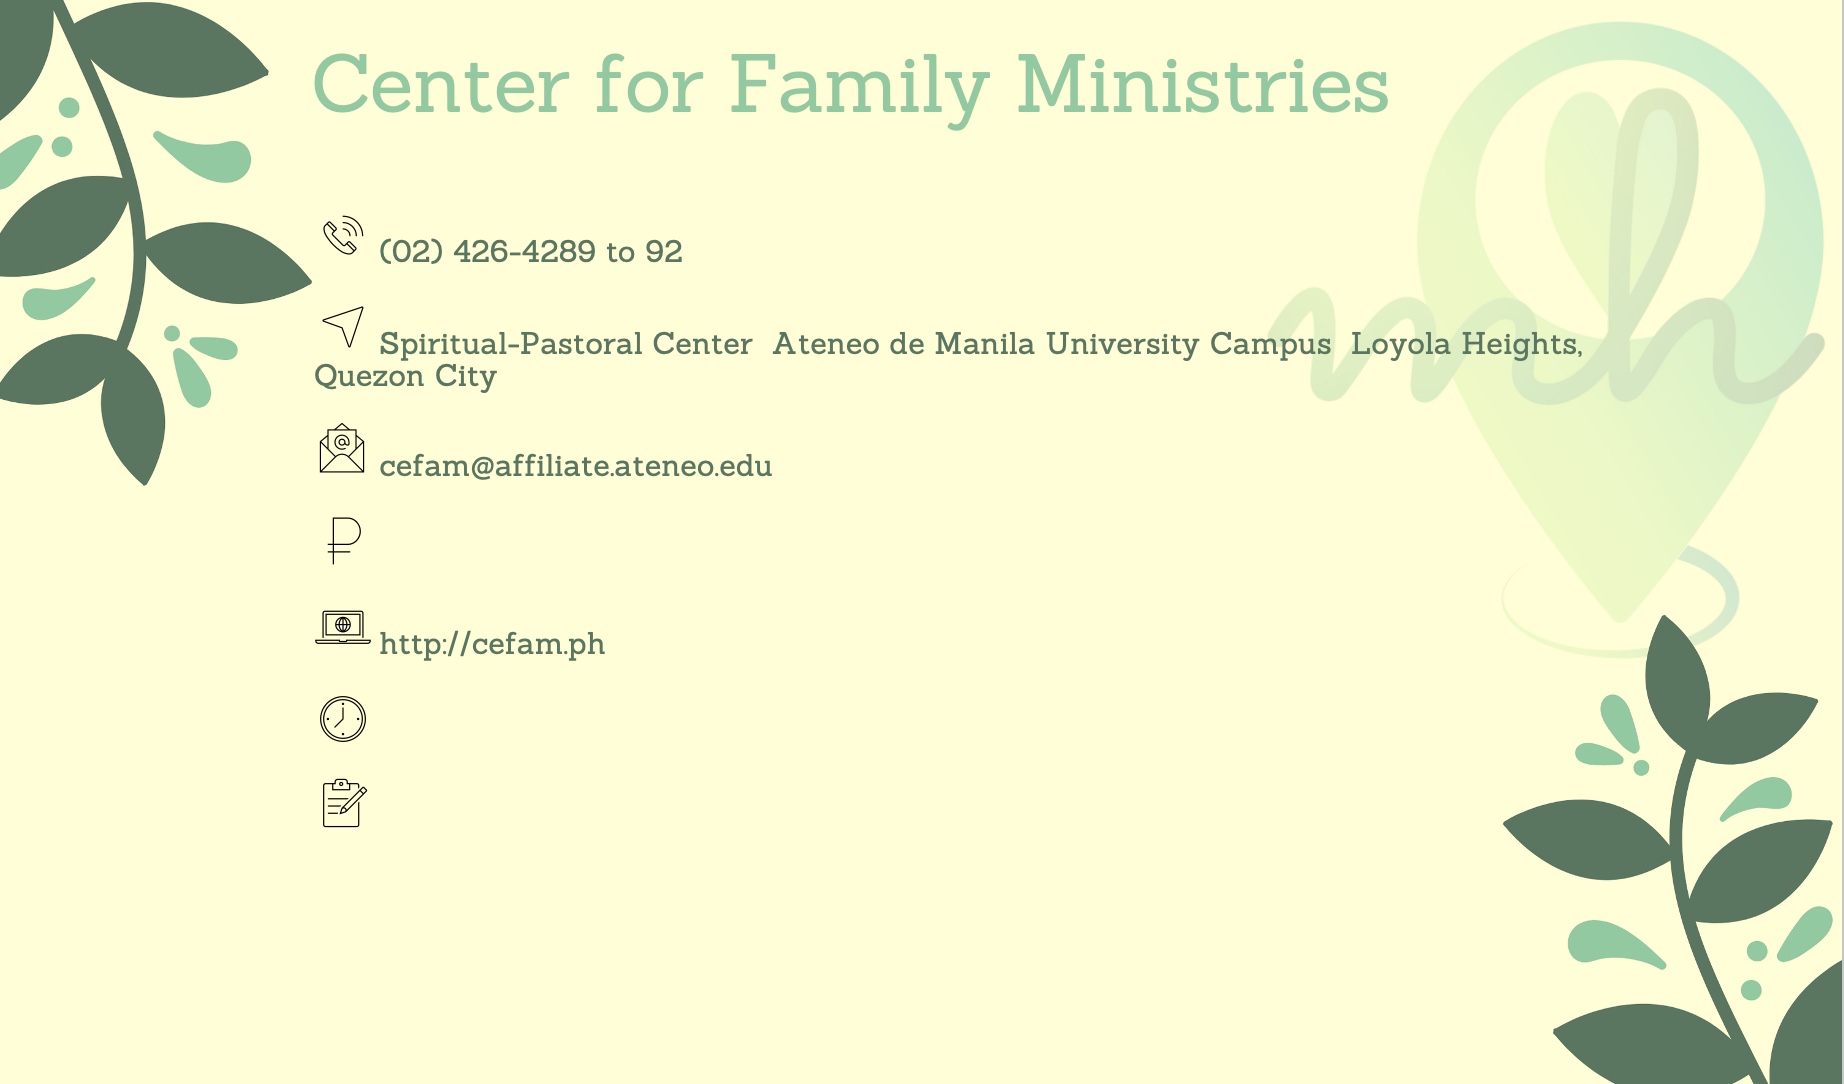 Center for Family Ministries
(02) 426-4289 to 92
Spiritual-Pastoral Center  Ateneo de Manila University Campus  Loyola Heights,
Quezon City
cefam@affiliate.ateneo.edu
http://cefam.ph
mh